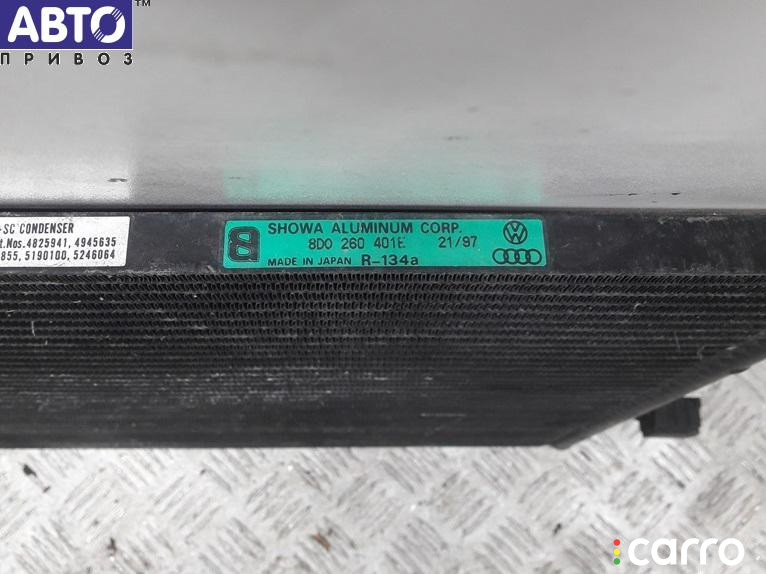 АВТО™
ПРИВОЗ
SC CONDENSER
t.Nos.4825941, 4945635
855, 5190100, 5246064
SHOWA ALUMINUM CORP.
8D0 260 401E 21/97
MADE IN JAPAN R-134a
carro